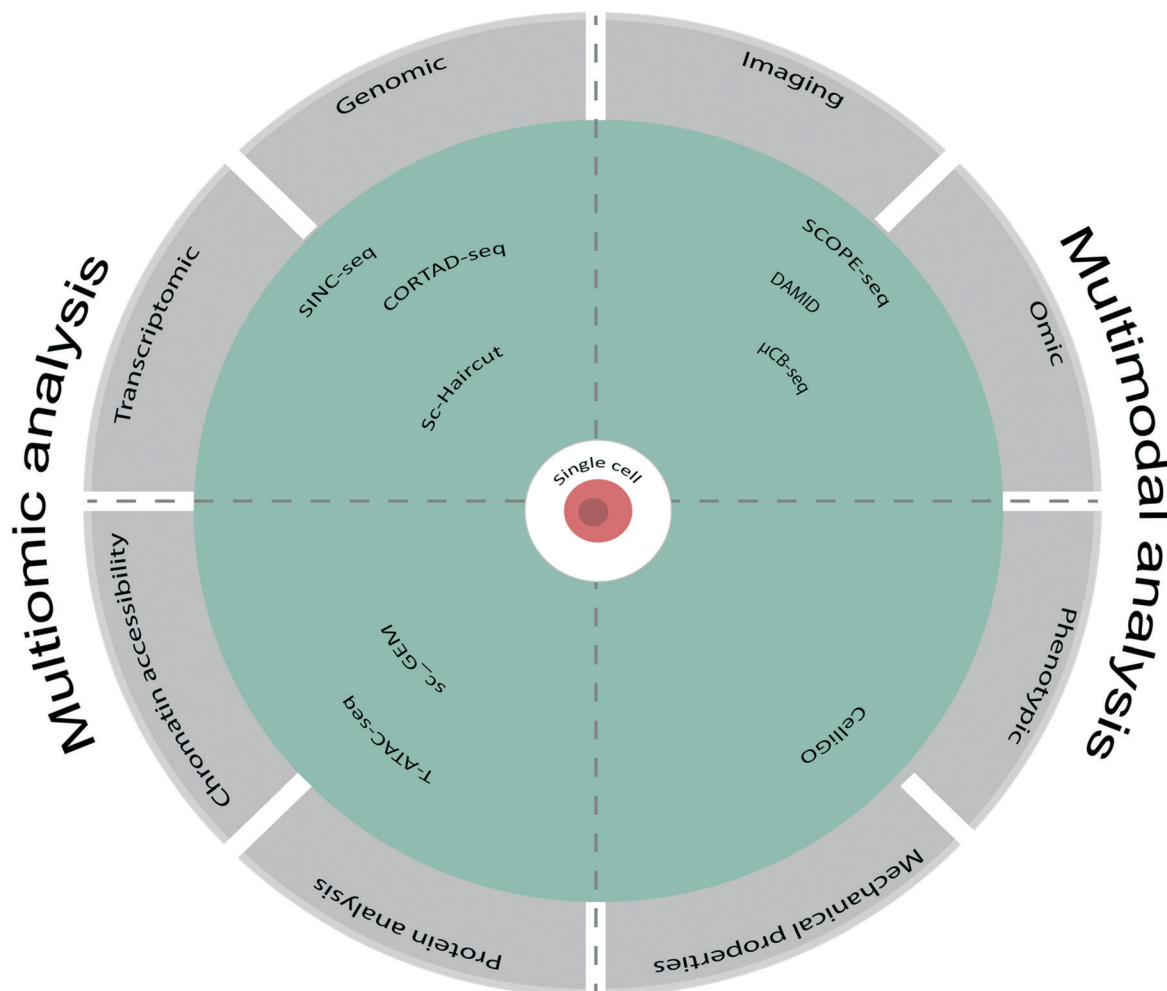 Multiomic analysis
Genomic
Transcriptomic
SINC-seq
CORTAD-seq
Sc-Haircut
Imaging
Omic
SCOPE-seq
DAMID
µCB-seq
Multimodal analysis
Single cell
Chromatin accessibility
Protein analysis
sc_GEM
T-ATAC-seq
Phenotypic
Mechanical properties
CelliGO